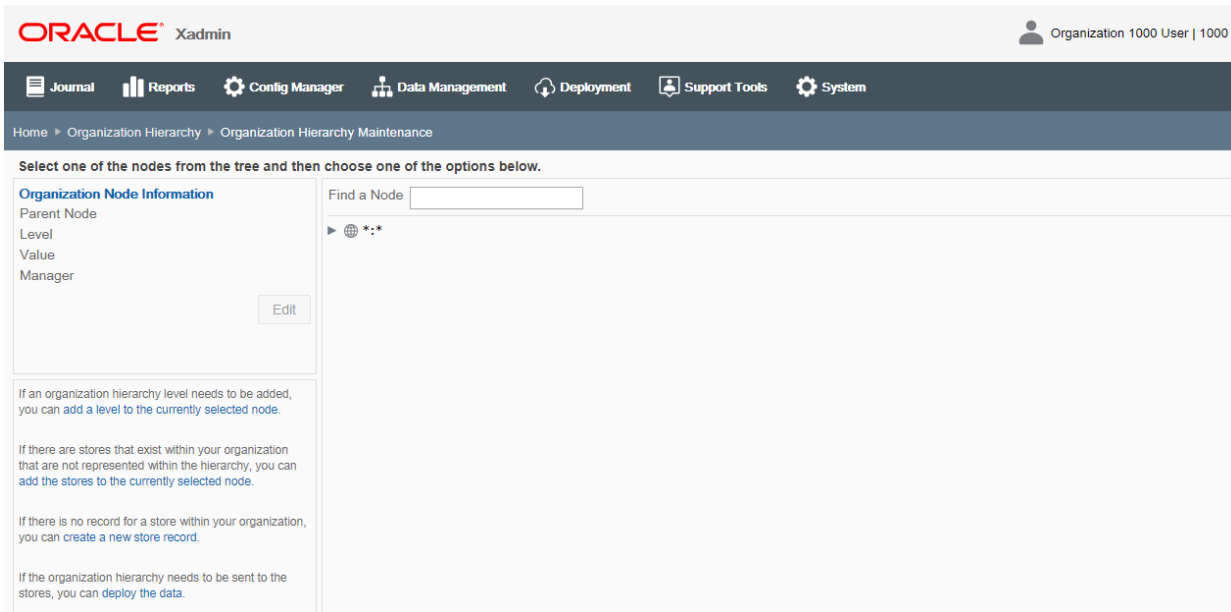 ORACLE® Xadmin
Organization 1000 User | 1000
Journal Reports Config Manager Data Management Deployment Support Tools System
Home ▸ Organization Hierarchy ▸ Organization Hierarchy Maintenance
Select one of the nodes from the tree and then choose one of the options below.
Organization Node Information
Parent Node
Level
Value
Manager
Edit
Find a Node
*:*
If an organization hierarchy level needs to be added,
you can add a level to the currently selected node.
If there are stores that exist within your organization
that are not represented within the hierarchy, you can
add the stores to the currently selected node.
If there is no record for a store within your organization,
you can create a new store record.
If the organization hierarchy needs to be sent to the
stores, you can deploy the data.